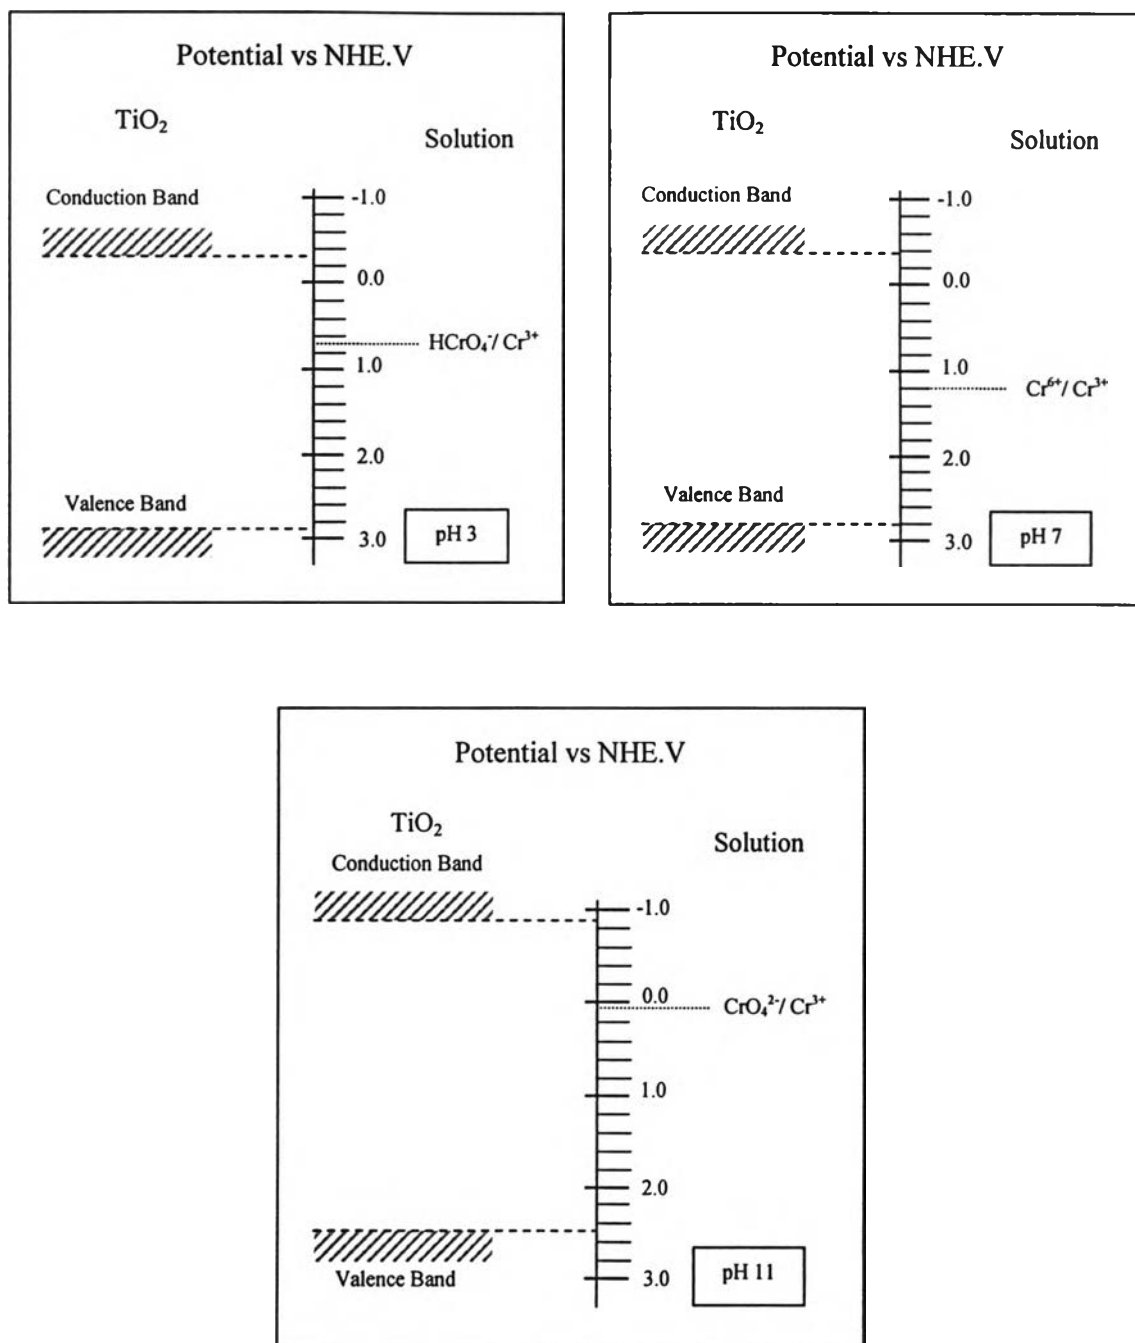 Potential vs NHE.V
TiO₂
Solution
Conduction Band
-1.0
0.0
HCrO₄⁻/ Cr³⁺
1.0
2.0
Valence Band
3.0
pH 3
Potential vs NHE.V
TiO₂
Solution
Conduction Band
-1.0
0.0
1.0
Cr⁶⁺/ Cr³⁺
2.0
Valence Band
3.0
pH 7
Potential vs NHE.V
TiO₂
Solution
Conduction Band
-1.0
0.0
CrO₄²⁻/ Cr³⁺
1.0
2.0
Valence Band
3.0
pH 11